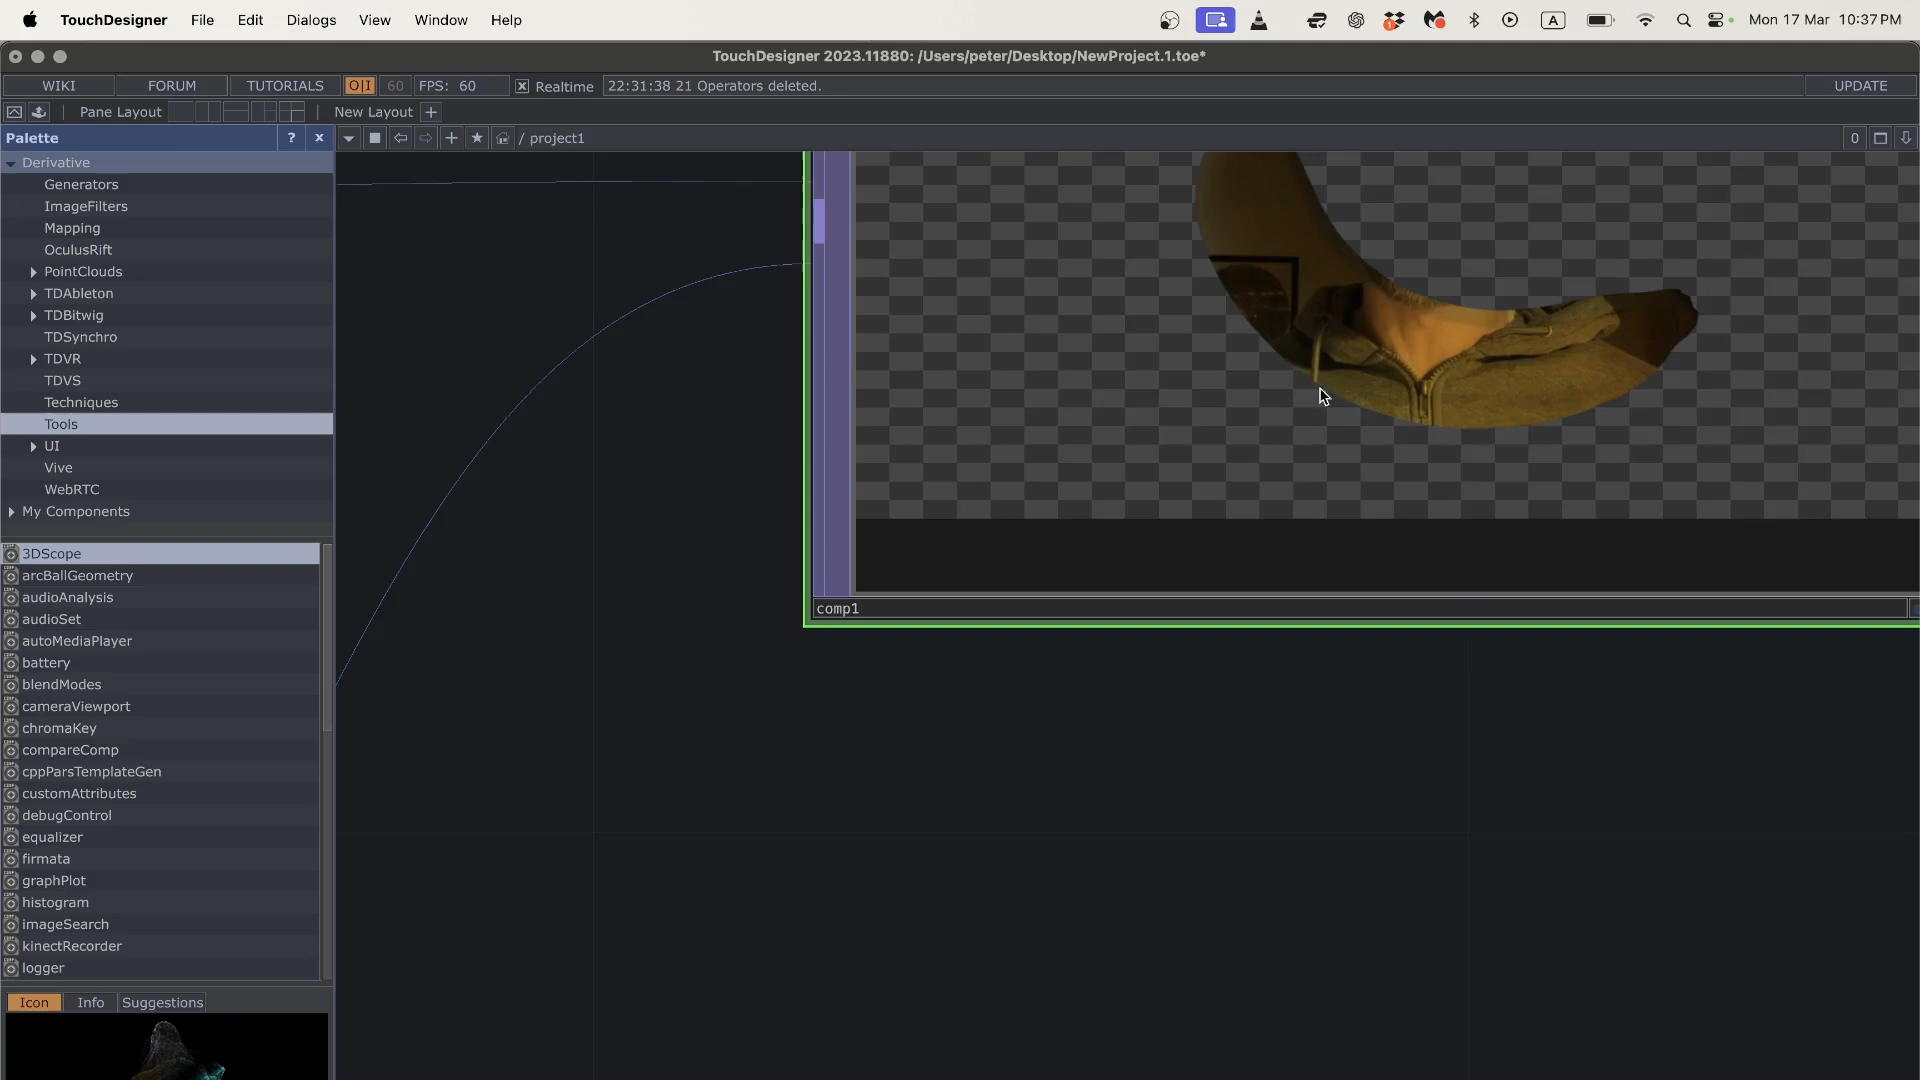 TouchDesigner File Edit Dialogs View Window Help
1 A Mon 17 Mar 10:37PM
TouchDesigner 2023.11880: /Users/peter/Desktop/NewProject.1.toe*
WIKI FORUM TUTORIALS O|I 60 FPS: 60 Realtime 22:31:38 21 Operators deleted. UPDATE
Pane Layout New Layout +
Palette ? x / project1 0
Derivative
Generators
ImageFilters
Mapping
OculusRift
PointClouds
TDAbleton
TDBitwig
TDSynchro
TDVR
TDVS
Techniques
Tools
UI
Vive
WebRTC
My Components
3DScope
arcBallGeometry
audioAnalysis
audioSet
autoMediaPlayer
battery
blendModes
cameraViewport
chromaKey
compareComp
cppParsTemplateGen
customAttributes
debugControl
equalizer
firmata
graphPlot
histogram
imageSearch
kinectRecorder
logger
Icon Info Suggestions
comp1